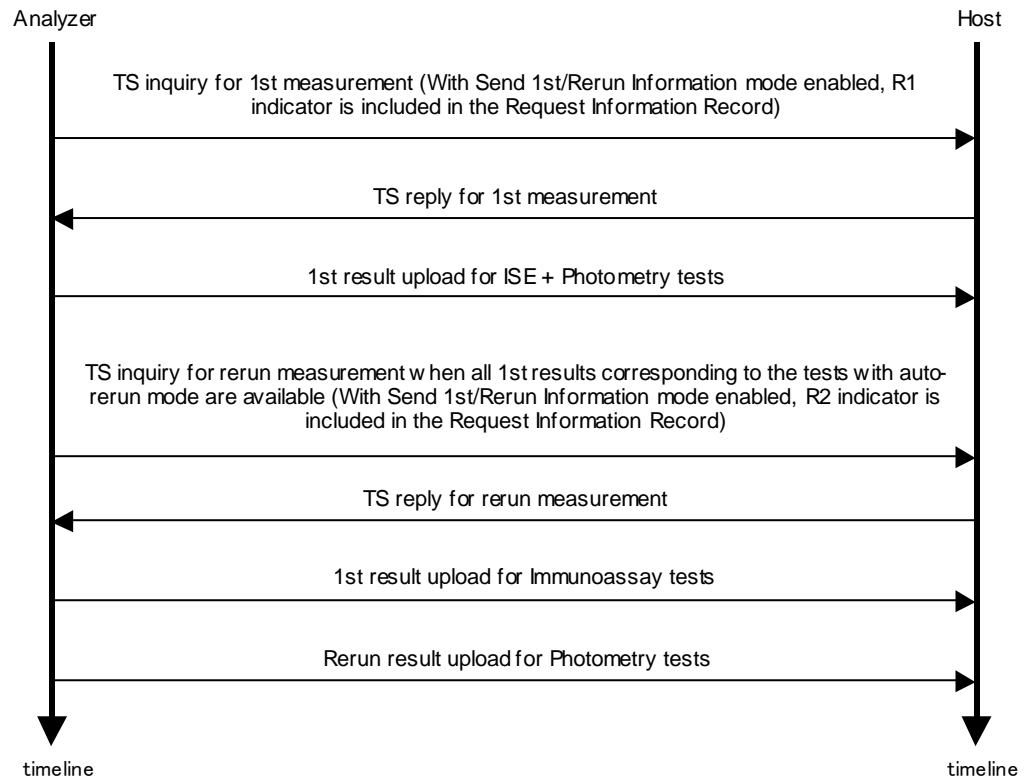 Analyzer
Host
TS inquiry for 1st measurement (With Send 1st/Rerun Information mode enabled, R1
indicator is included in the Request Information Record)
TS reply for 1st measurement
1st result upload for ISE + Photometry tests
TS inquiry for rerun measurement when all 1st results corresponding to the tests with auto-
rerun mode are available (With Send 1st/Rerun Information mode enabled, R2 indicator is
included in the Request Information Record)
TS reply for rerun measurement
1st result upload for Immunoassay tests
Rerun result upload for Photometry tests
timeline
timeline